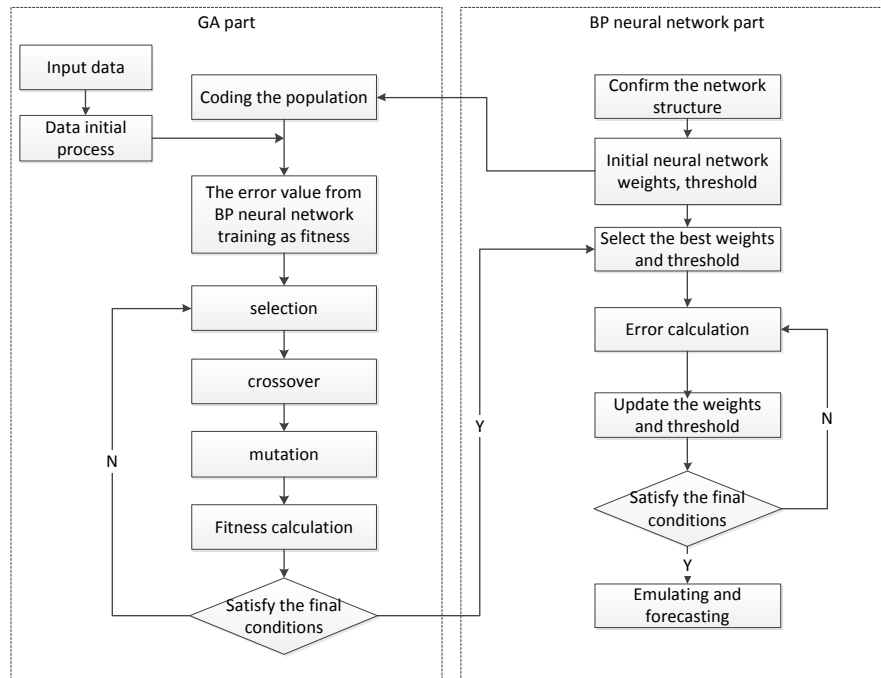 GA part
Input data
Data initial
process
Coding the population
The error value from
BP neural network
training as fitness
selection
crossover
mutation
Fitness calculation
Satisfy the final
conditions
N
Y
BP neural network part
Confirm the network
structure
Initial neural network
weights, threshold
Select the best weights
and threshold
Error calculation
Update the weights
and threshold
N
Satisfy the final
conditions
Y
Emulating and
forecasting